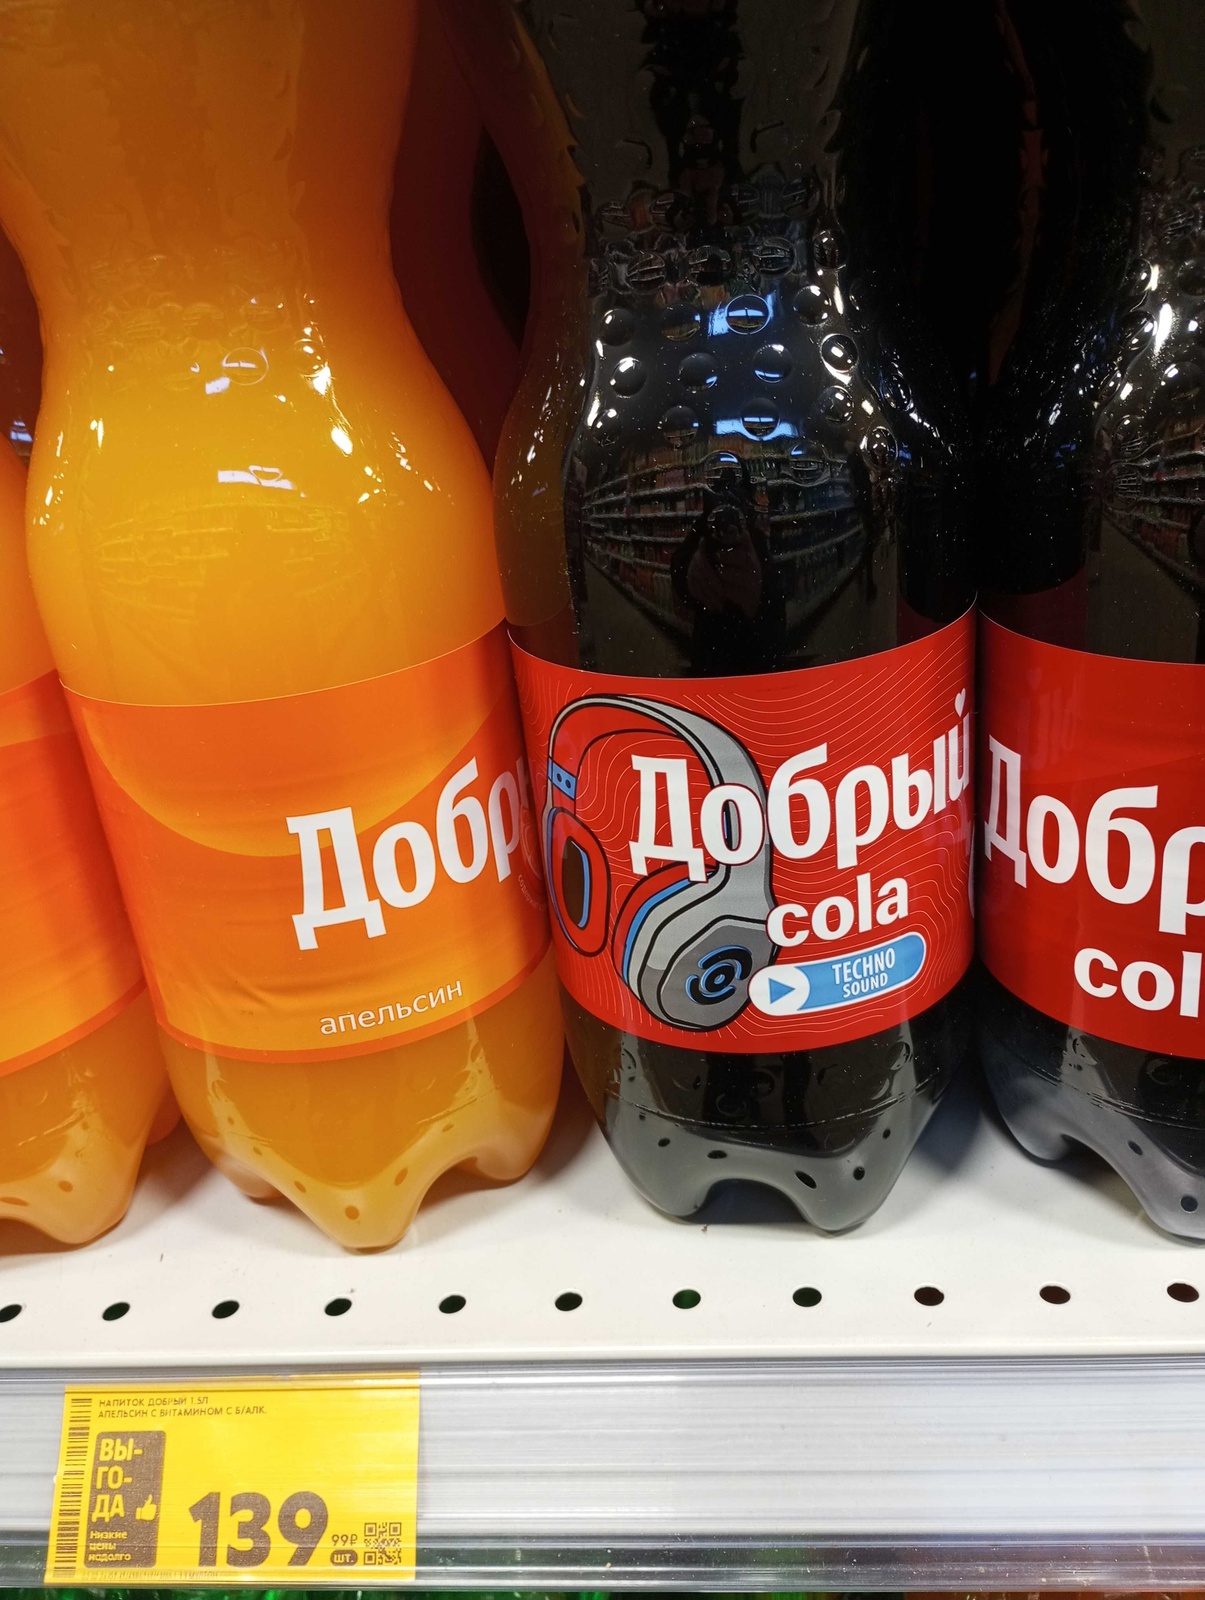 Добр
апельсин
Добрый
cola
TECHNO
SOUND
Добр
col
НАПИТОК ДОБРЫЙ 1.5Л
АПЕЛЬСИН С ВИТАМИНОМ С Б/АЛК.
ВЫ-
ГО-
ДА
Низкие
цены
надолго
139
99₽
шт.